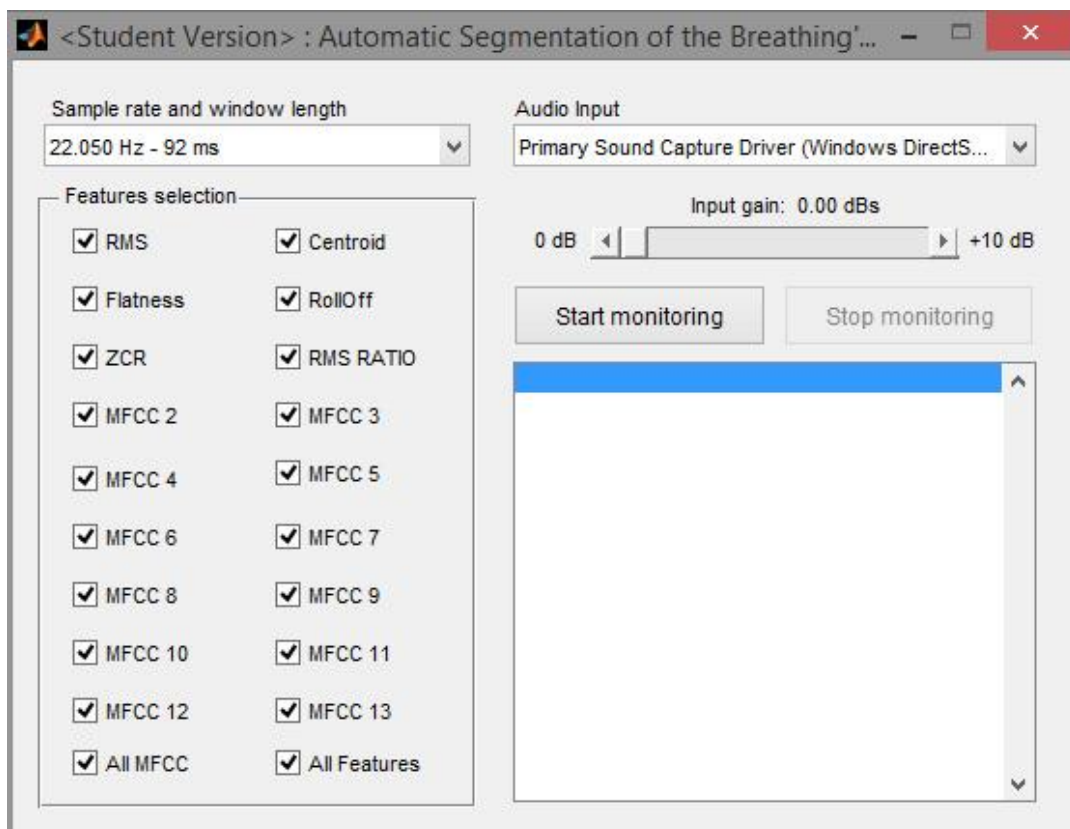 <Student Version> : Automatic Segmentation of the Breathing'...
Sample rate and window length
22.050 Hz - 92 ms
Features selection
RMS
Centroid
Flatness
RollOff
ZCR
RMS RATIO
MFCC 2
MFCC 3
MFCC 4
MFCC 5
MFCC 6
MFCC 7
MFCC 8
MFCC 9
MFCC 10
MFCC 11
MFCC 12
MFCC 13
All MFCC
All Features
Audio Input
Primary Sound Capture Driver (Windows DirectS...
Input gain: 0.00 dBs
0 dB
+10 dB
Start monitoring
Stop monitoring